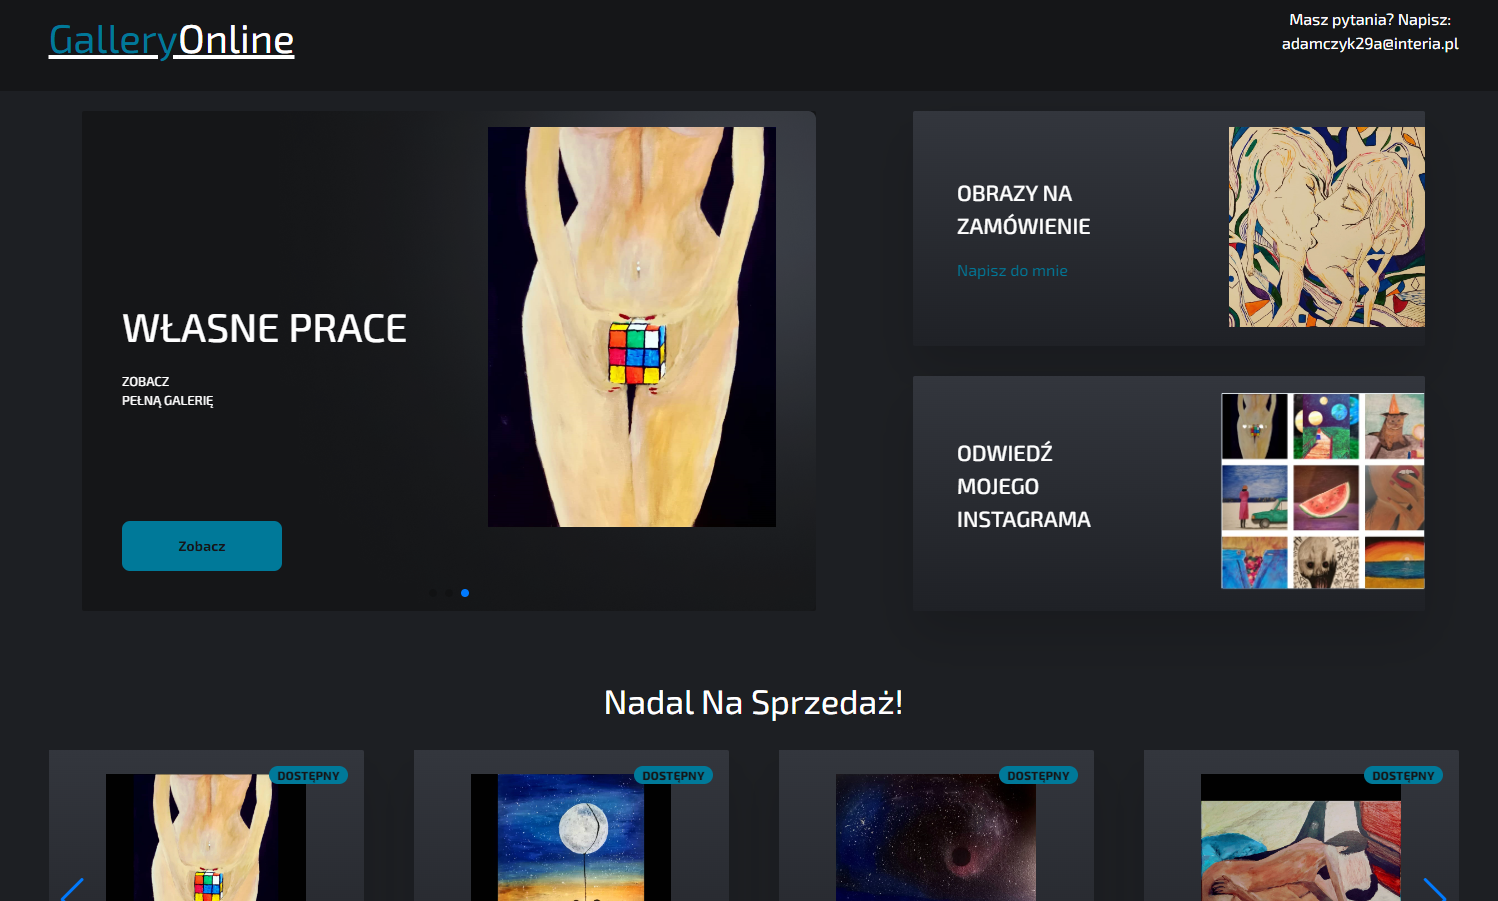 GalleryOnline
Masz pytania? Napisz:
adamczyk29a@interia.pl
WŁASNE PRACE
ZOBACZ
PEŁNĄ GALERIĘ
Zobacz
OBRAZY NA
ZAMÓWIENIE
Napisz do mnie
ODWIEDŹ
MOJEGO
INSTAGRAMA
Nadal Na Sprzedaż!
DOSTĘPNY
DOSTĘPNY
DOSTĘPNY
DOSTĘPNY